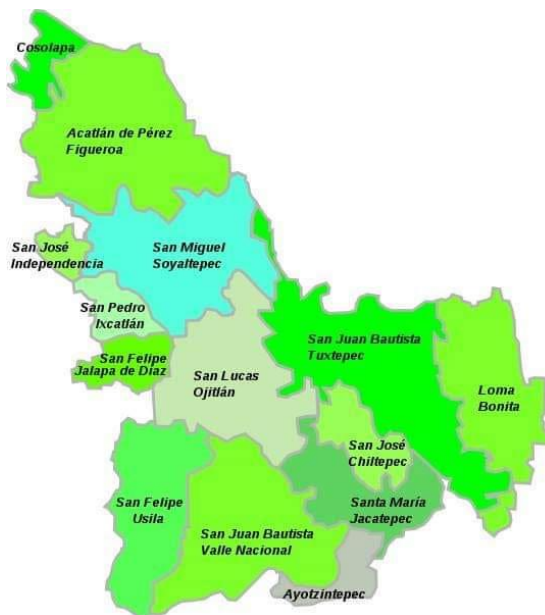 Cosolapa
Acatlán de Pérez
Figueroa
San José
Independencia
San Miguel
Soyaltepec
San Pedro
Ixcatlán
San Felipe
Jalapa de Díaz
San Lucas
Ojitlán
San Juan Bautista
Tuxtepec
Loma
Bonita
San José
Chiltepec
San Felipe
Usila
Santa María
Jacatepec
San Juan Bautista
Valle Nacional
Ayotzintepec